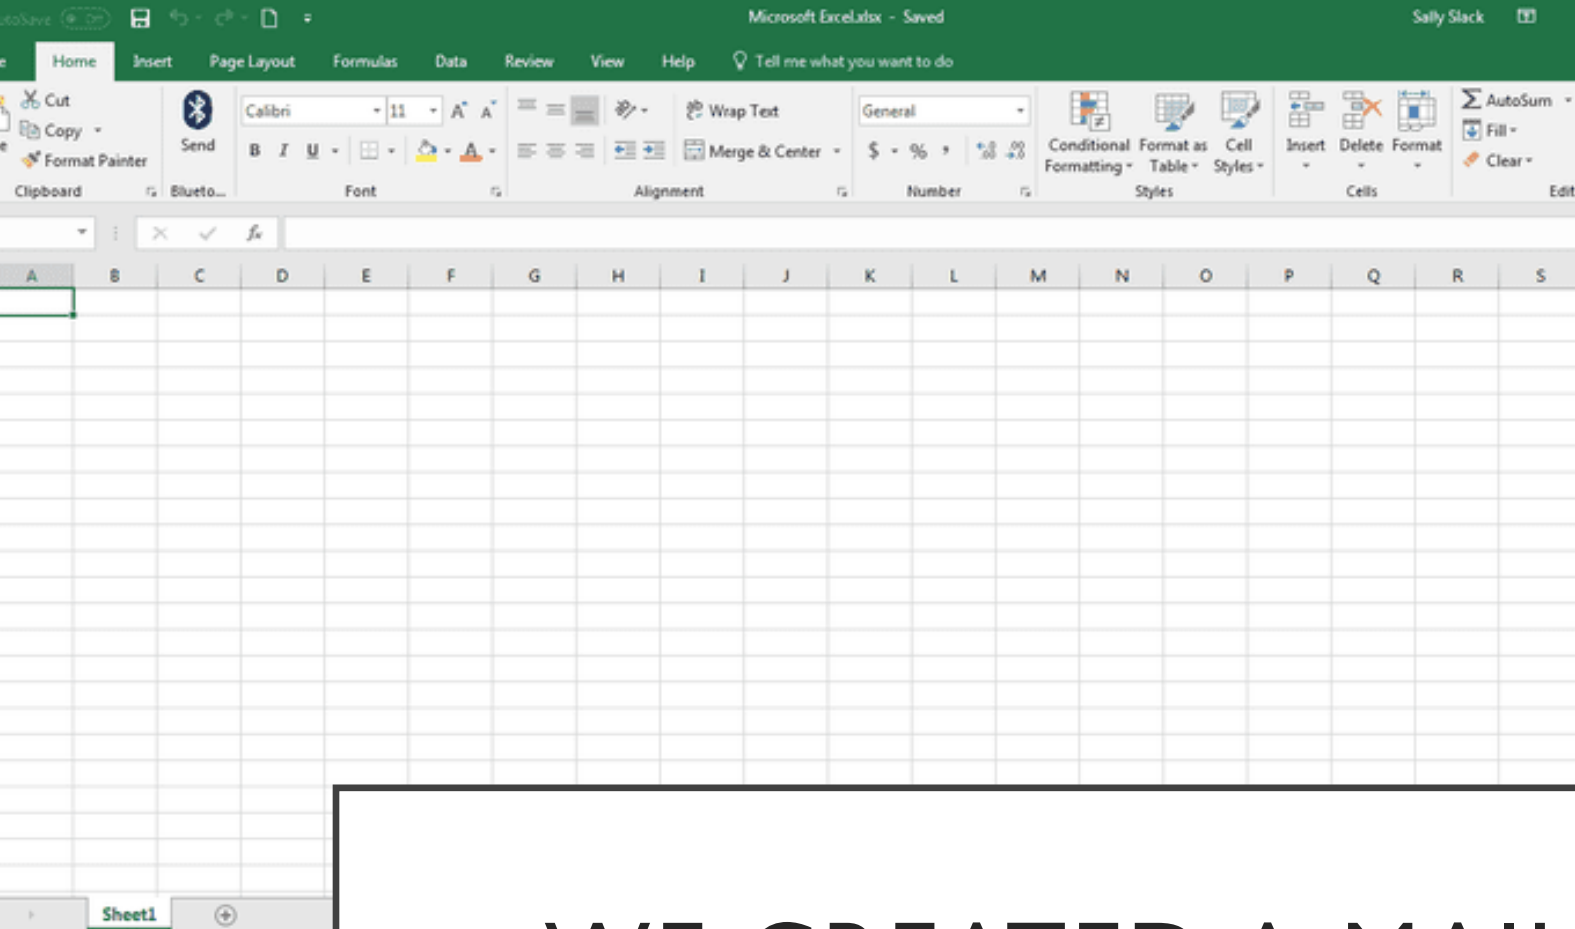 Microsoft Excel.xlsx - Saved
Sally Slack
Home Insert Page Layout Formulas Data Review View Help Tell me what you want to do
Cut
Copy
Format Painter
Clipboard
Send
Blueto...
Calibri 11
B I U
Font
Wrap Text
Merge & Center
Alignment
General
$ % ,
Number
Conditional Formatting
Format as Table
Cell Styles
Styles
Insert Delete Format
Cells
AutoSum
Fill
Clear
fx
A B C D E F G H I J K L M N O P Q R S
Sheet1
WE CREATED A